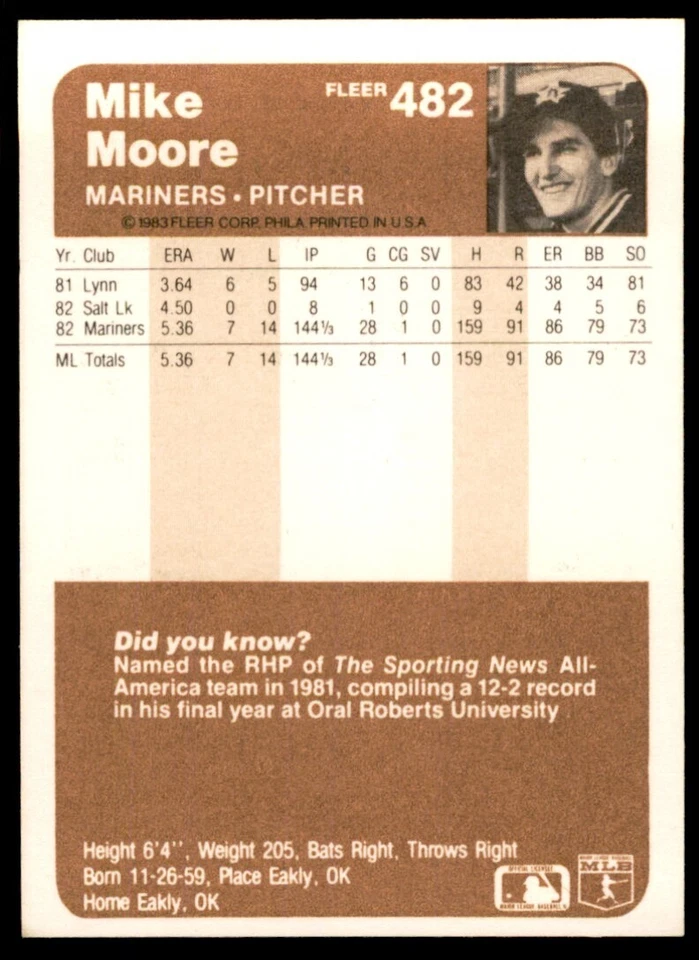 Mike
Moore
FLEER 482
MARINERS • PITCHER
© 1983 FLEER CORP. PHILA. PRINTED IN U.S.A
Yr. Club ERA W L IP G CG SV H R ER BB SO
81 Lynn 3.64 6 5 94 13 6 0 83 42 38 34 81
82 Salt Lk 4.50 0 0 8 1 0 0 9 4 4 5 6
82 Mariners 5.36 7 14 144⅓ 28 1 0 159 91 86 79 73
ML Totals 5.36 7 14 144⅓ 28 1 0 159 91 86 79 73
Did you know?
Named the RHP of The Sporting News All-
America team in 1981, compiling a 12-2 record
in his final year at Oral Roberts University
Height 6'4'', Weight 205, Bats Right, Throws Right
Born 11-26-59, Place Eakly, OK
Home Eakly, OK
OFFICIAL LICENSEE
MAJOR LEAGUE BASEBALL
MLB